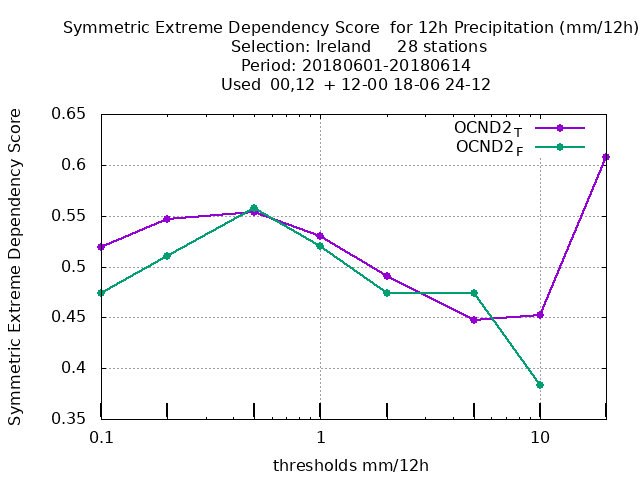 Symmetric Extreme Dependency Score  for 12h Precipitation (mm/12h)
Selection: Ireland     28 stations
Period: 20180601-20180614
Used  00,12  + 12-00 18-06 24-12
OCND2T
OCND2F
0.65
0.6
0.55
0.5
0.45
0.4
0.35
Symmetric Extreme Dependency Score
0.1
1
10
thresholds mm/12h